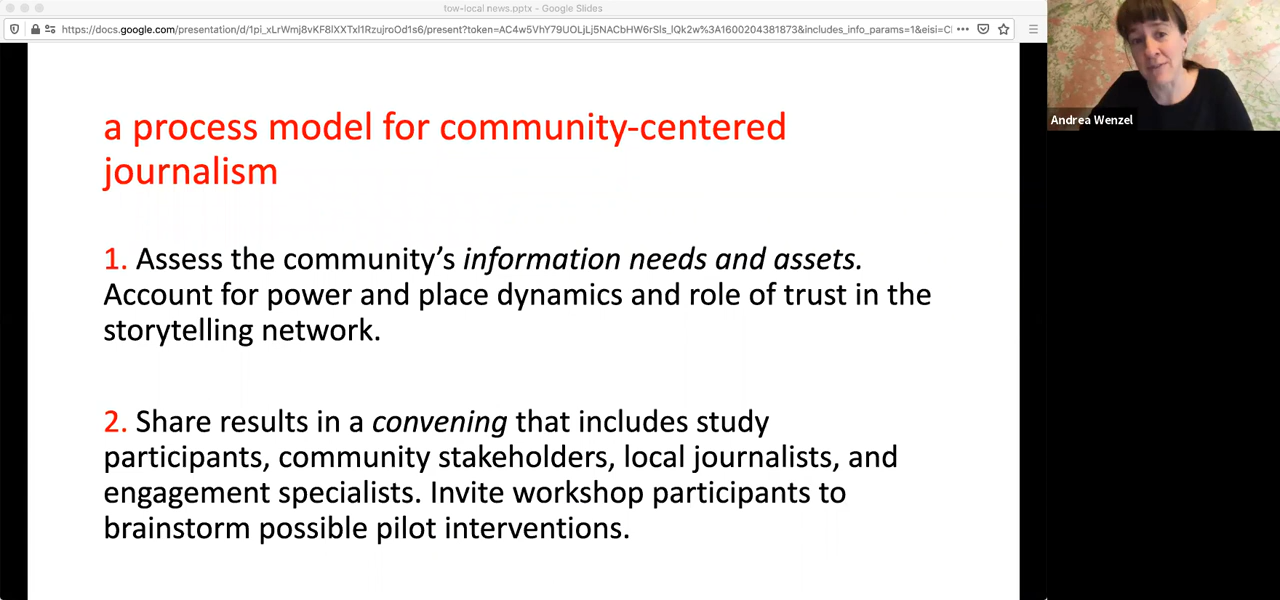 tow-local news.pptx - Google Slides
https://docs.google.com/presentation/d/1pi_xLrWmj8vKF8lXXTxl1RzujroOd1s6/present?token=AC4w5VhY79UOLjLj5NACbHW6rSls_lQk2w%3A1600204381873&includes_info_params=1&eisi=C
a process model for community-centered
journalism
1. Assess the community's information needs and assets.
Account for power and place dynamics and role of trust in the
storytelling network.
2. Share results in a convening that includes study
participants, community stakeholders, local journalists, and
engagement specialists. Invite workshop participants to
brainstorm possible pilot interventions.
Andrea Wenzel